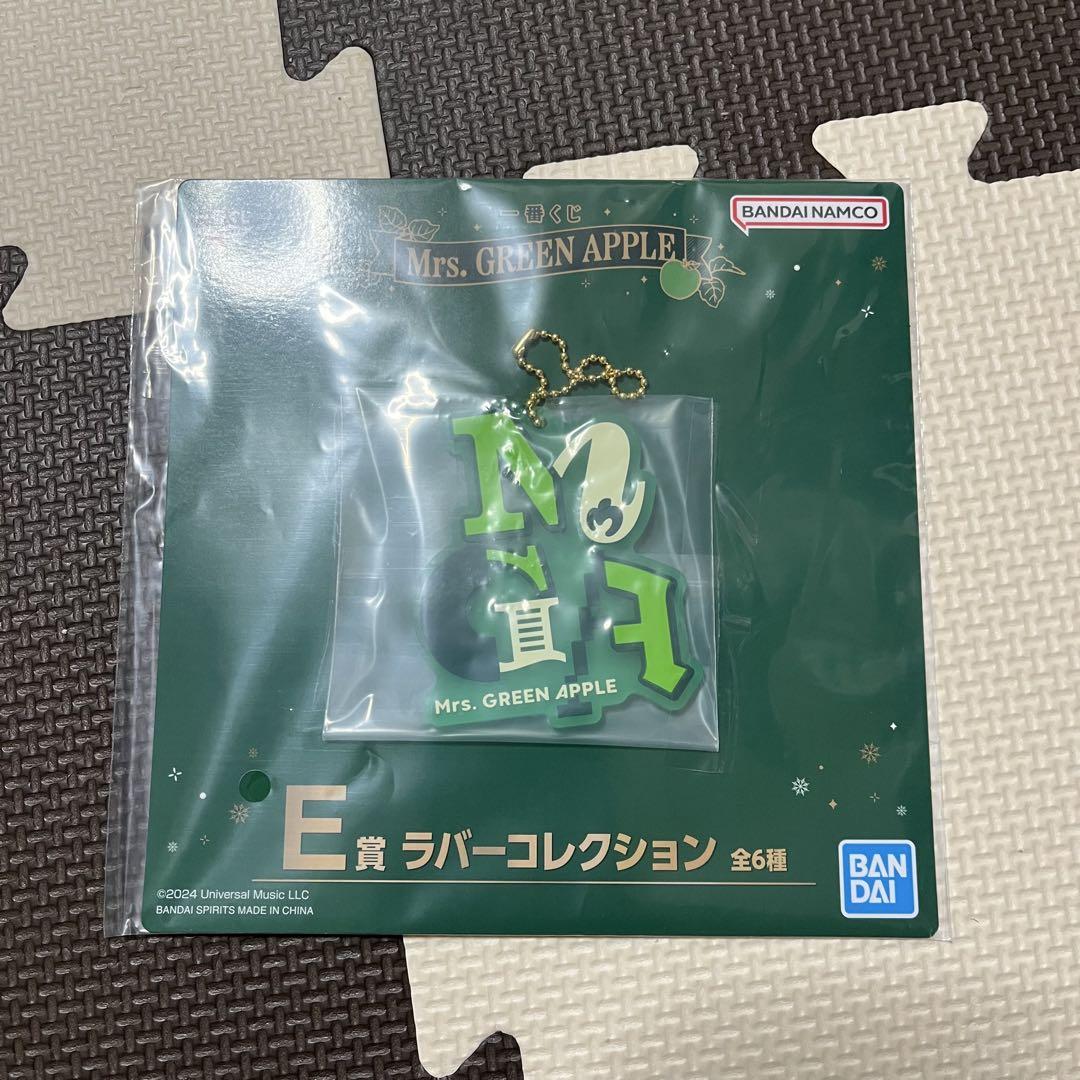 一番くじ
BANDAI NAMCO
Mrs. GREEN APPLE
Mrs. GREEN APPLE
E賞 ラバーコレクション 全6種
©2024 Universal Music LLC
BANDAI SPIRITS MADE IN CHINA
BAN
DAI